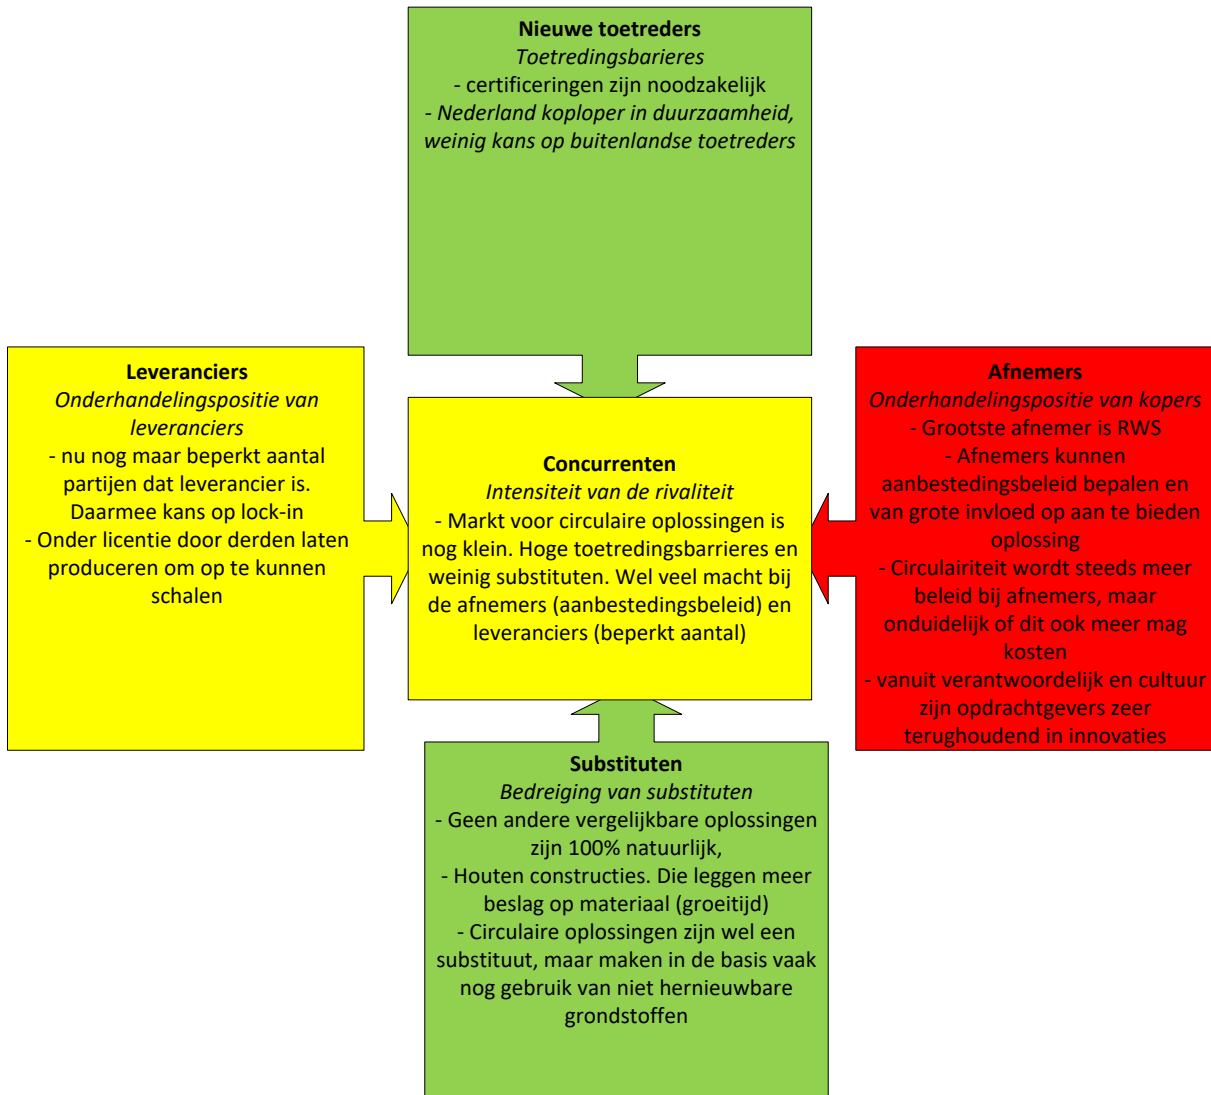 Nieuwe toetreders
Toetredingsbarieres
- certificeringen zijn noodzakelijk
- Nederland koploper in duurzaamheid,
weinig kans op buitenlandse toetreders
Leveranciers
Onderhandelingspositie van
leveranciers
- nu nog maar beperkt aantal
partijen dat leverancier is.
Daarmee kans op lock-in
- Onder licentie door derden laten
produceren om op te kunnen
schalen
Concurrenten
Intensiteit van de rivaliteit
- Markt voor circulaire oplossingen is
nog klein. Hoge toetredingsbarrieres en
weinig substituten. Wel veel macht bij
de afnemers (aanbestedingsbeleid) en
leveranciers (beperkt aantal)
Afnemers
Onderhandelingspositie van kopers
- Grootste afnemer is RWS
- Afnemers kunnen
aanbestedingsbeleid bepalen en
van grote invloed op aan te bieden
oplossing
- Circulairiteit wordt steeds meer
beleid bij afnemers, maar
onduidelijk of dit ook meer mag
kosten
- vanuit verantwoordelijk en cultuur
zijn opdrachtgevers zeer
terughoudend in innovaties
Substituten
Bedreiging van substituten
- Geen andere vergelijkbare oplossingen
zijn 100% natuurlijk,
- Houten constructies. Die leggen meer
beslag op materiaal (groeitijd)
- Circulaire oplossingen zijn wel een
substituut, maar maken in de basis vaak
nog gebruik van niet hernieuwbare
grondstoffen